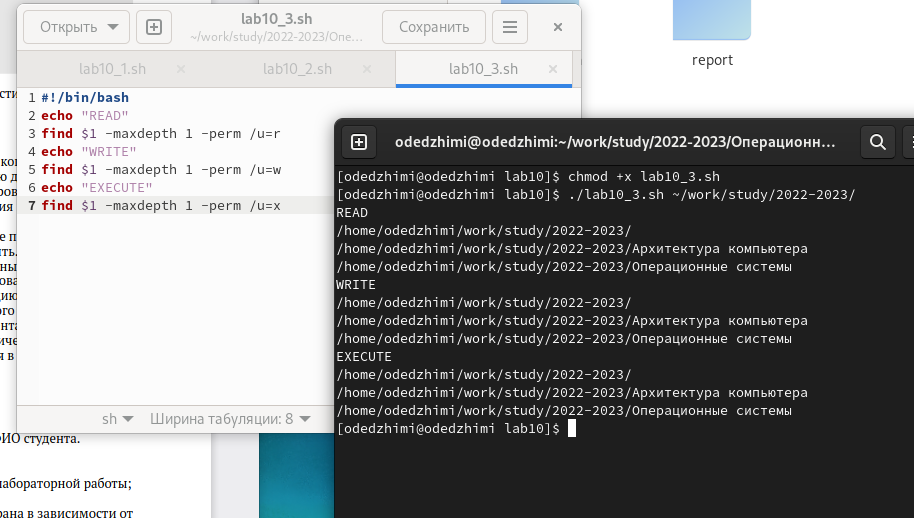 Открыть
lab10_3.sh
~/work/study/2022-2023/Опе…
Сохранить
lab10_1.sh
lab10_2.sh
lab10_3.sh
1 #!/bin/bash
2 echo "READ"
3 find $1 -maxdepth 1 -perm /u=r
4 echo "WRITE"
5 find $1 -maxdepth 1 -perm /u=w
6 echo "EXECUTE"
7 find $1 -maxdepth 1 -perm /u=x
sh
Ширина табуляции: 8
report
odedzhimi@odedzhimi:~/work/study/2022-2023/Операционн…
[odedzhimi@odedzhimi lab10]$ chmod +x lab10_3.sh
[odedzhimi@odedzhimi lab10]$ ./lab10_3.sh ~/work/study/2022-2023/
READ
/home/odedzhimi/work/study/2022-2023/
/home/odedzhimi/work/study/2022-2023/Архитектура компьютера
/home/odedzhimi/work/study/2022-2023/Операционные системы
WRITE
/home/odedzhimi/work/study/2022-2023/
/home/odedzhimi/work/study/2022-2023/Архитектура компьютера
/home/odedzhimi/work/study/2022-2023/Операционные системы
EXECUTE
/home/odedzhimi/work/study/2022-2023/
/home/odedzhimi/work/study/2022-2023/Архитектура компьютера
/home/odedzhimi/work/study/2022-2023/Операционные системы
[odedzhimi@odedzhimi lab10]$
ФИО студента.
лабораторной работы;
рана в зависимости от